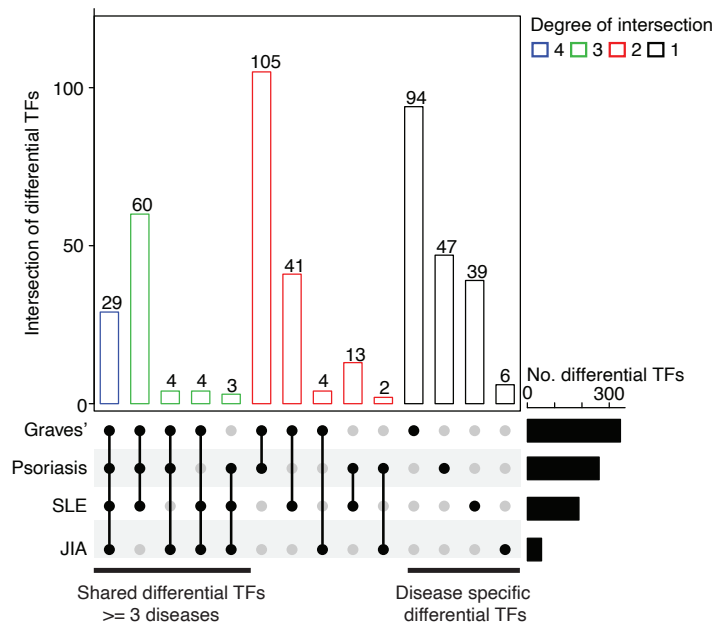 Degree of intersection
4 3 2 1
Intersection of differential TFs
100
50
0
29
60
4
4
3
105
41
4
13
2
94
47
39
6
No. differential TFs
0 300
Graves’
Psoriasis
SLE
JIA
Shared differential TFs
>= 3 diseases
Disease specific
differential TFs